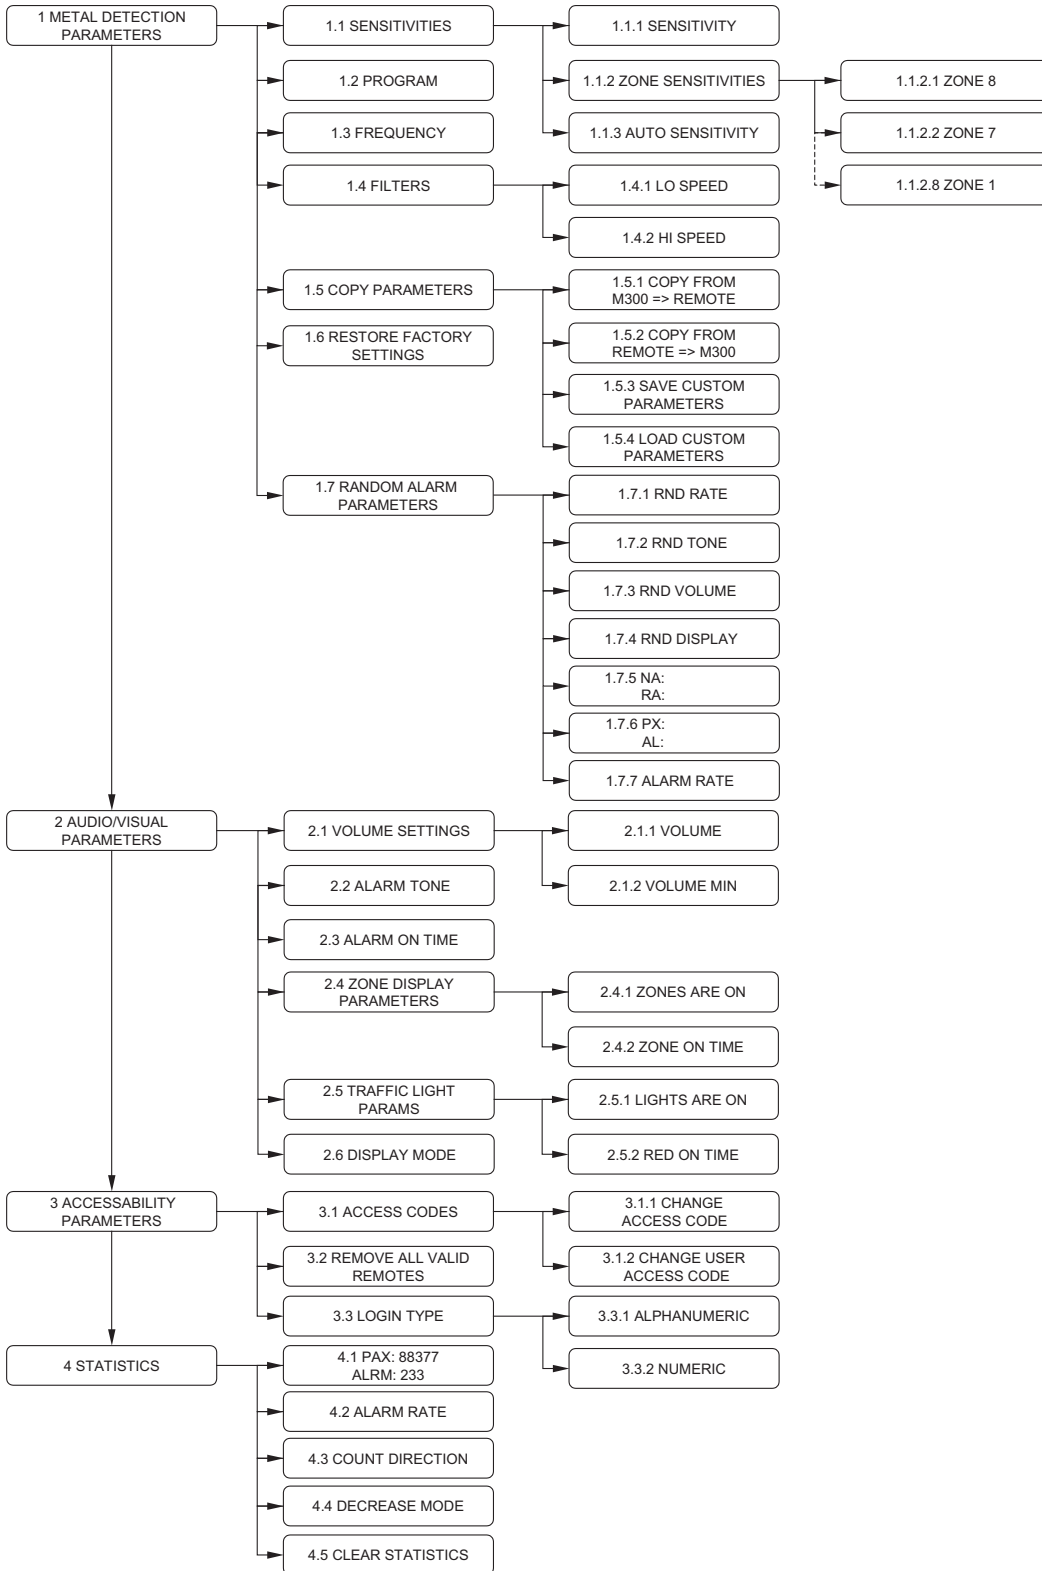 1 METAL DETECTION
PARAMETERS
1.1 SENSITIVITIES
1.1.1 SENSITIVITY
1.2 PROGRAM
1.1.2 ZONE SENSITIVITIES
1.1.2.1 ZONE 8
1.3 FREQUENCY
1.1.3 AUTO SENSITIVITY
1.1.2.2 ZONE 7
1.4 FILTERS
1.4.1 LO SPEED
1.1.2.8 ZONE 1
1.4.2 HI SPEED
1.5 COPY PARAMETERS
1.5.1 COPY FROM
M300 => REMOTE
1.6 RESTORE FACTORY
SETTINGS
1.5.2 COPY FROM
REMOTE => M300
1.5.3 SAVE CUSTOM
PARAMETERS
1.5.4 LOAD CUSTOM
PARAMETERS
1.7 RANDOM ALARM
PARAMETERS
1.7.1 RND RATE
1.7.2 RND TONE
1.7.3 RND VOLUME
1.7.4 RND DISPLAY
1.7.5 NA:
RA:
1.7.6 PX:
AL:
1.7.7 ALARM RATE
2 AUDIO/VISUAL
PARAMETERS
2.1 VOLUME SETTINGS
2.1.1 VOLUME
2.2 ALARM TONE
2.1.2 VOLUME MIN
2.3 ALARM ON TIME
2.4 ZONE DISPLAY
PARAMETERS
2.4.1 ZONES ARE ON
2.4.2 ZONE ON TIME
2.5 TRAFFIC LIGHT
PARAMS
2.5.1 LIGHTS ARE ON
2.6 DISPLAY MODE
2.5.2 RED ON TIME
3 ACCESSABILITY
PARAMETERS
3.1 ACCESS CODES
3.1.1 CHANGE
ACCESS CODE
3.2 REMOVE ALL VALID
REMOTES
3.1.2 CHANGE USER
ACCESS CODE
3.3 LOGIN TYPE
3.3.1 ALPHANUMERIC
4 STATISTICS
4.1 PAX: 88377
ALRM: 233
3.3.2 NUMERIC
4.2 ALARM RATE
4.3 COUNT DIRECTION
4.4 DECREASE MODE
4.5 CLEAR STATISTICS